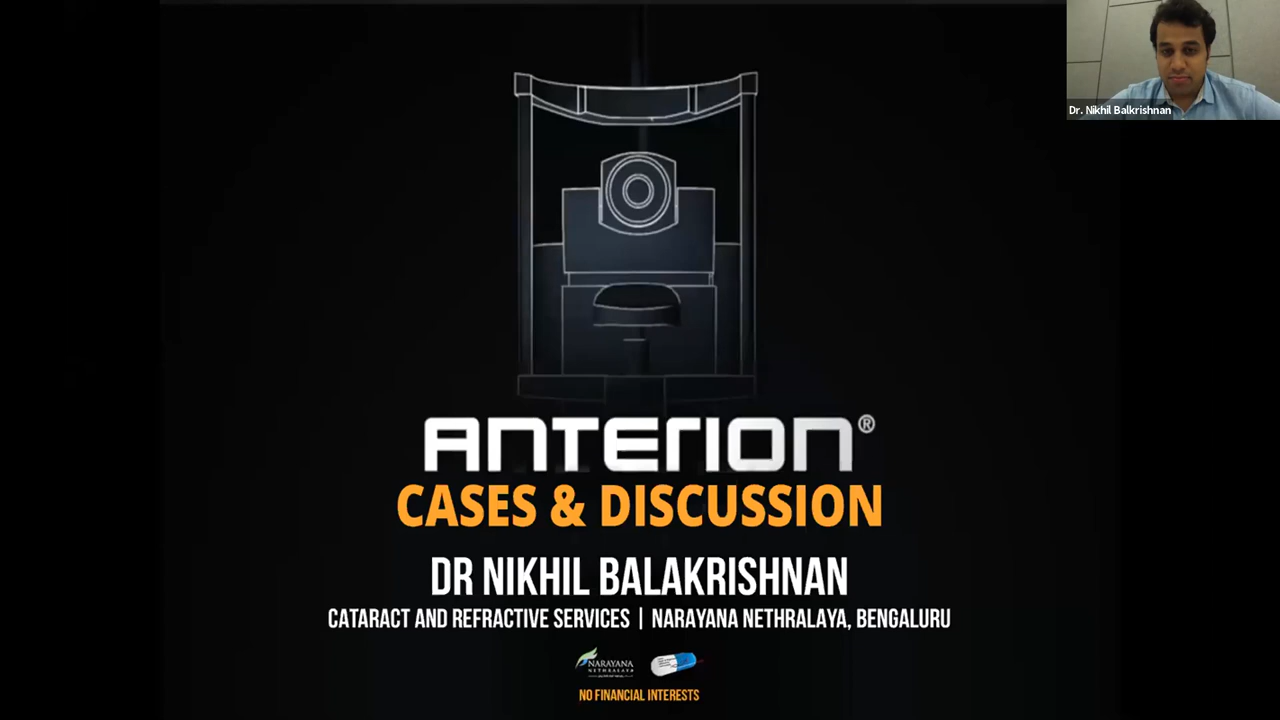 Dr. Nikhil Balkrishnan
ANTERION®
CASES & DISCUSSION
DR NIKHIL BALAKRISHNAN
CATARACT AND REFRACTIVE SERVICES | NARAYANA NETHRALAYA, BENGALURU
NARAYANA
NETHRALAYA
NO FINANCIAL INTERESTS